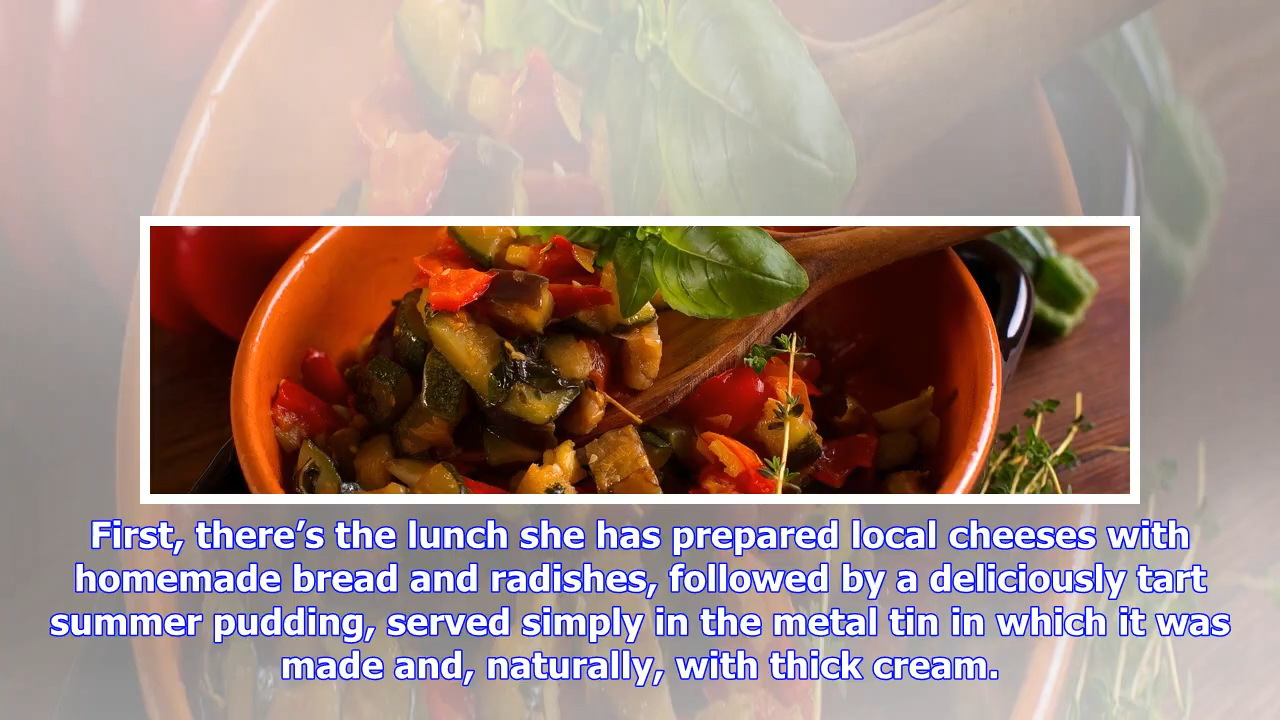 First, there’s the lunch she has prepared local cheeses with
homemade bread and radishes, followed by a deliciously tart
summer pudding, served simply in the metal tin in which it was
made and, naturally, with thick cream.